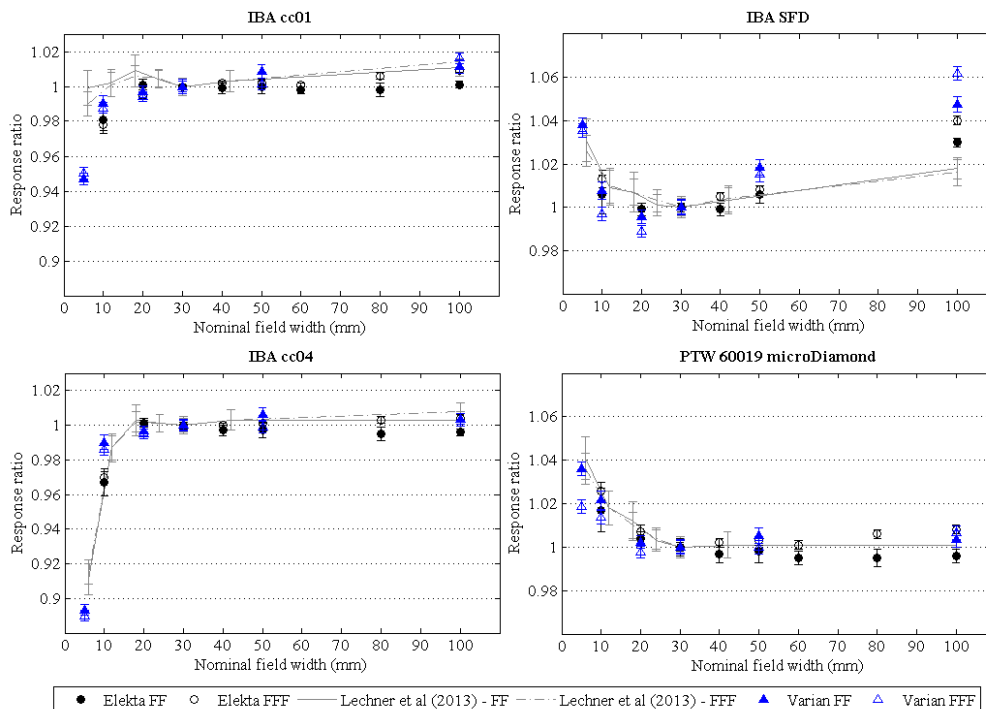 IBA cc01
1.02
1
0.98
0.96
0.94
0.92
0.9
Response ratio
0 10 20 30 40 50 60 70 80 90 100
Nominal field width (mm)
IBA SFD
1.06
1.04
1.02
1
0.98
Response ratio
0 10 20 30 40 50 60 70 80 90 100
Nominal field width (mm)
IBA cc04
1.02
1
0.98
0.96
0.94
0.92
0.9
Response ratio
0 10 20 30 40 50 60 70 80 90 100
Nominal field width (mm)
PTW 60019 microDiamond
1.06
1.04
1.02
1
0.98
Response ratio
0 10 20 30 40 50 60 70 80 90 100
Nominal field width (mm)
Elekta FF Elekta FFF Lechner et al (2013) - FF Lechner et al (2013) - FFF Varian FF Varian FFF